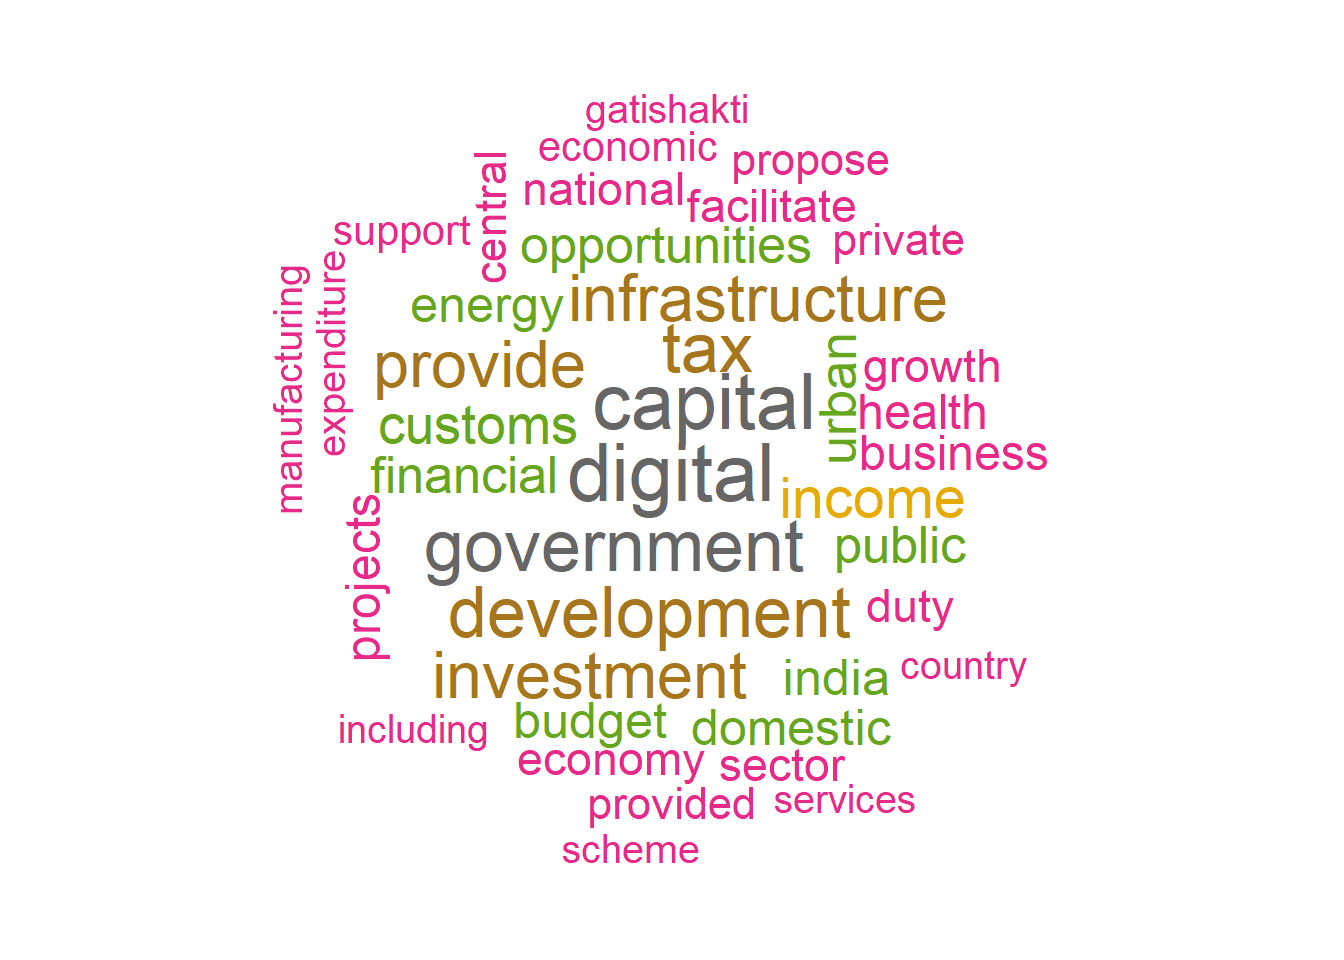 gatishakti
economic
propose
central
national
facilitate
support
opportunities
private
manufacturing
expenditure
energy
infrastructure
provide
tax
urban
growth
capital
health
customs
business
financial
digital
income
projects
government
public
development
duty
investment
india
country
including
budget
domestic
economy
sector
provided
services
scheme